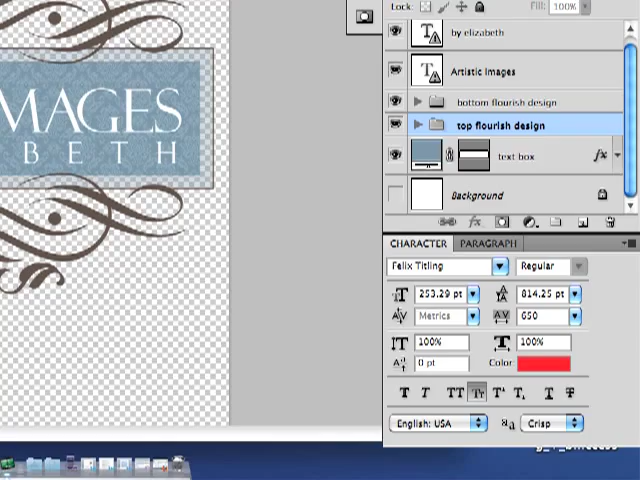 Lock:
Fill: 100%
by elizabeth
Artistic Images
bottom flourish design
top flourish design
text box
fx
Background
fx
MAGES
BETH
CHARACTER
PARAGRAPH
Felix Titling
Regular
253.29 pt
814.25 pt
Metrics
650
100%
100%
0 pt
Color:
English: USA
Crisp